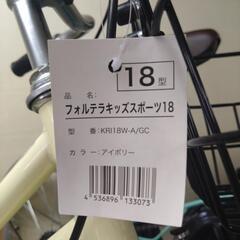 18型
品 名:
フォルテラキッズスポーツ18
型 番:KRI18W-A/GC
カ ラ ー:アイボリー
4 536896 133073